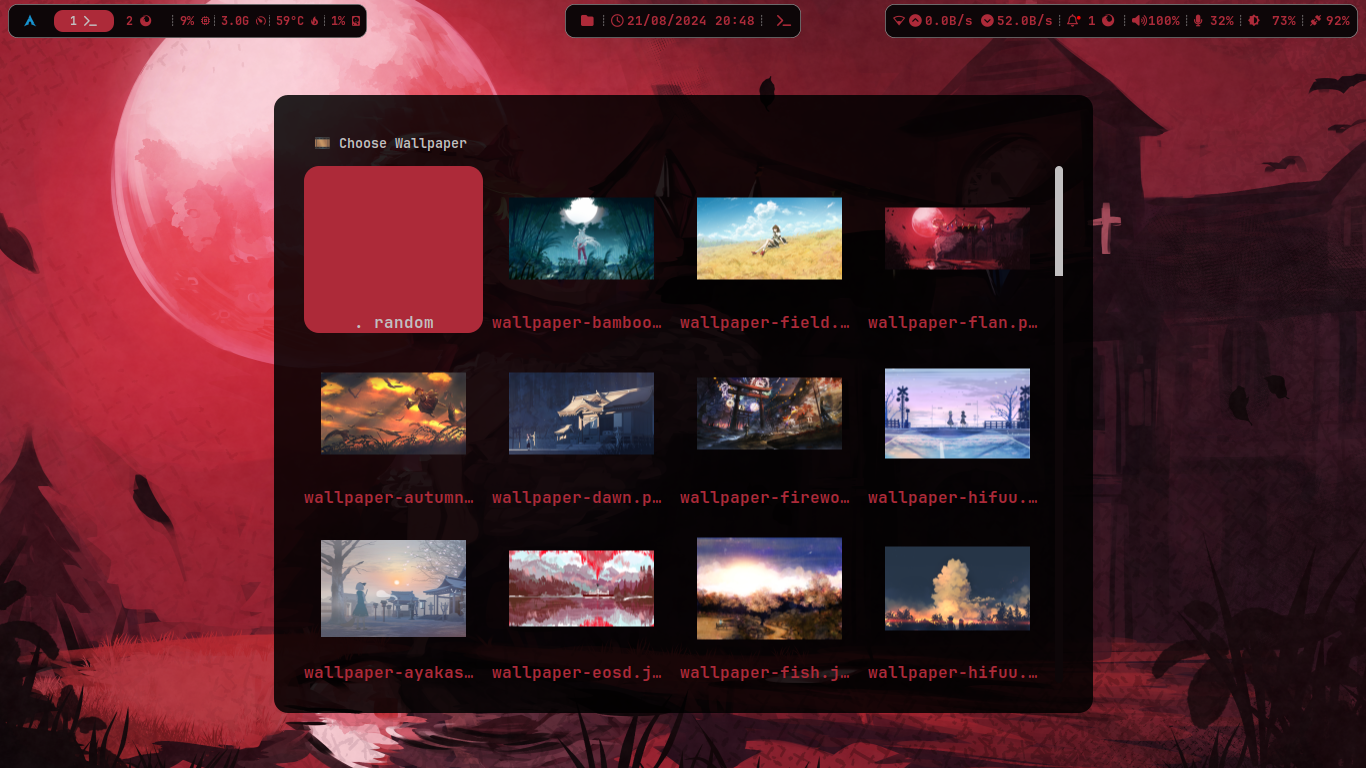 1 2 9% 3.0G 59°C 1%
21/08/2024 20:48
0.0B/s 52.0B/s 1 100% 32% 73% 92%
Choose Wallpaper
. random wallpaper-bamboo… wallpaper-field.… wallpaper-flan.p…
wallpaper-autumn… wallpaper-dawn.p… wallpaper-firewo… wallpaper-hifuu.…
wallpaper-ayakas… wallpaper-eosd.j… wallpaper-fish.j… wallpaper-hifuu.…